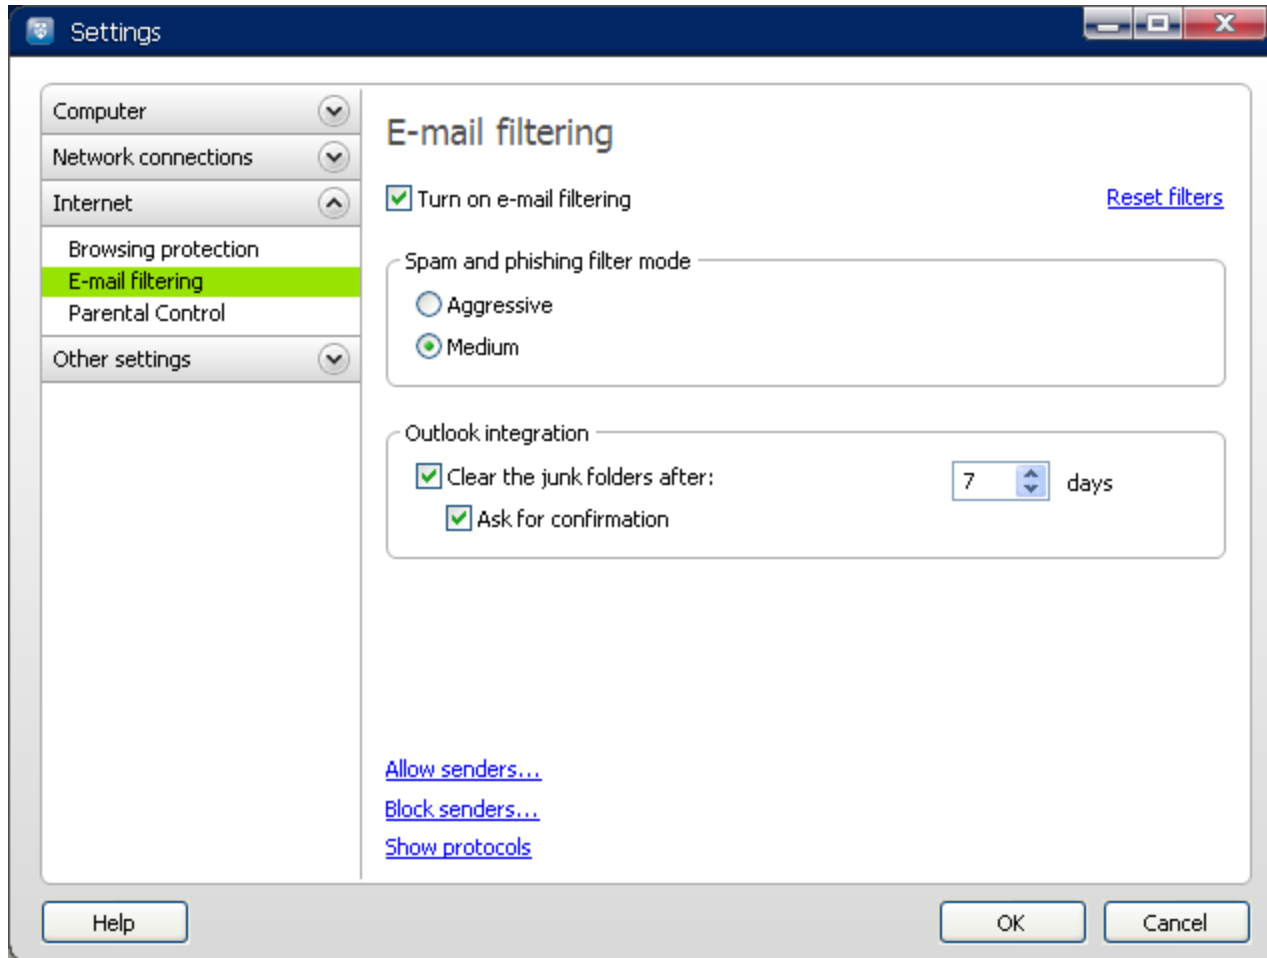 Settings
Computer
Network connections
Internet
Browsing protection
E-mail filtering
Parental Control
Other settings
E-mail filtering
Turn on e-mail filtering
Reset filters
Spam and phishing filter mode
Aggressive
Medium
Outlook integration
Clear the junk folders after:
7
days
Ask for confirmation
Allow senders...
Block senders...
Show protocols
Help
OK
Cancel